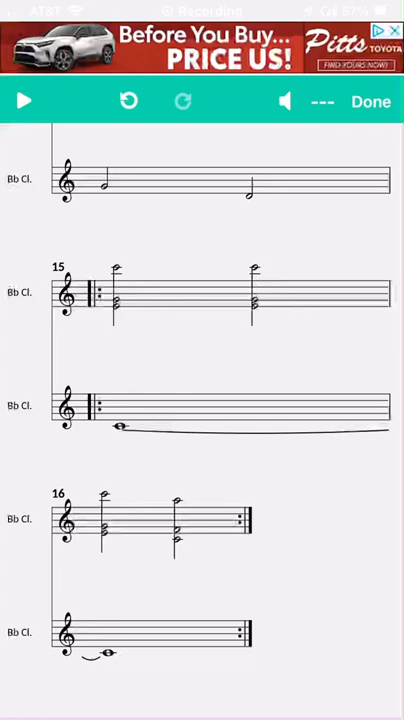 AT&T Recording 57%
Before You Buy...
PRICE US!
Pitts
TOYOTA
FIND YOURS NOW!
--- Done
Bb Cl.
15
Bb Cl.
Bb Cl.
16
Bb Cl.
Bb Cl.